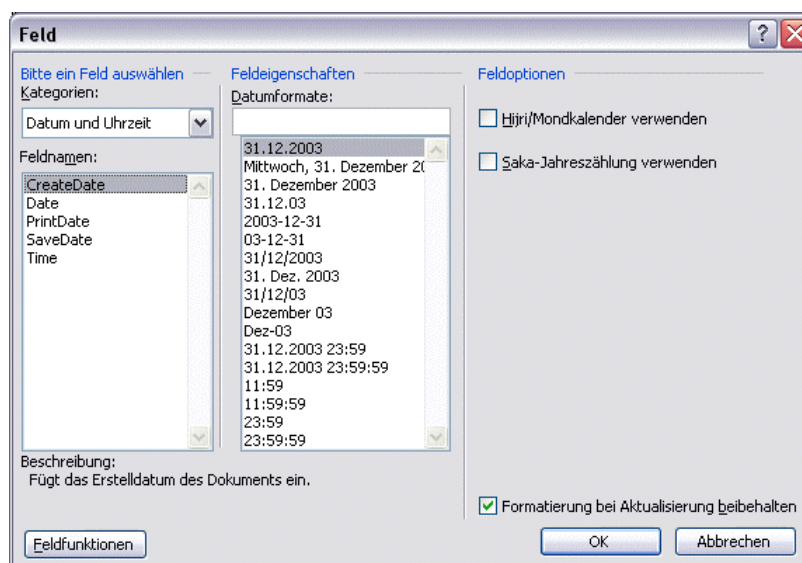 Feld
Bitte ein Feld auswählen
Kategorien:
Datum und Uhrzeit
Feldnamen:
CreateDate
Date
PrintDate
SaveDate
Time
Feldeigenschaften
Datumformate:
31.12.2003
Mittwoch, 31. Dezember 20
31. Dezember 2003
31.12.03
2003-12-31
03-12-31
31/12/2003
31. Dez. 2003
31/12/03
Dezember 03
Dez-03
31.12.2003 23:59
31.12.2003 23:59:59
11:59
11:59:59
23:59
23:59:59
Feldoptionen
Hijri/Mondkalender verwenden
Saka-Jahreszählung verwenden
Formatierung bei Aktualisierung beibehalten
Beschreibung:
Fügt das Erstelldatum des Dokuments ein.
Feldfunktionen
OK
Abbrechen